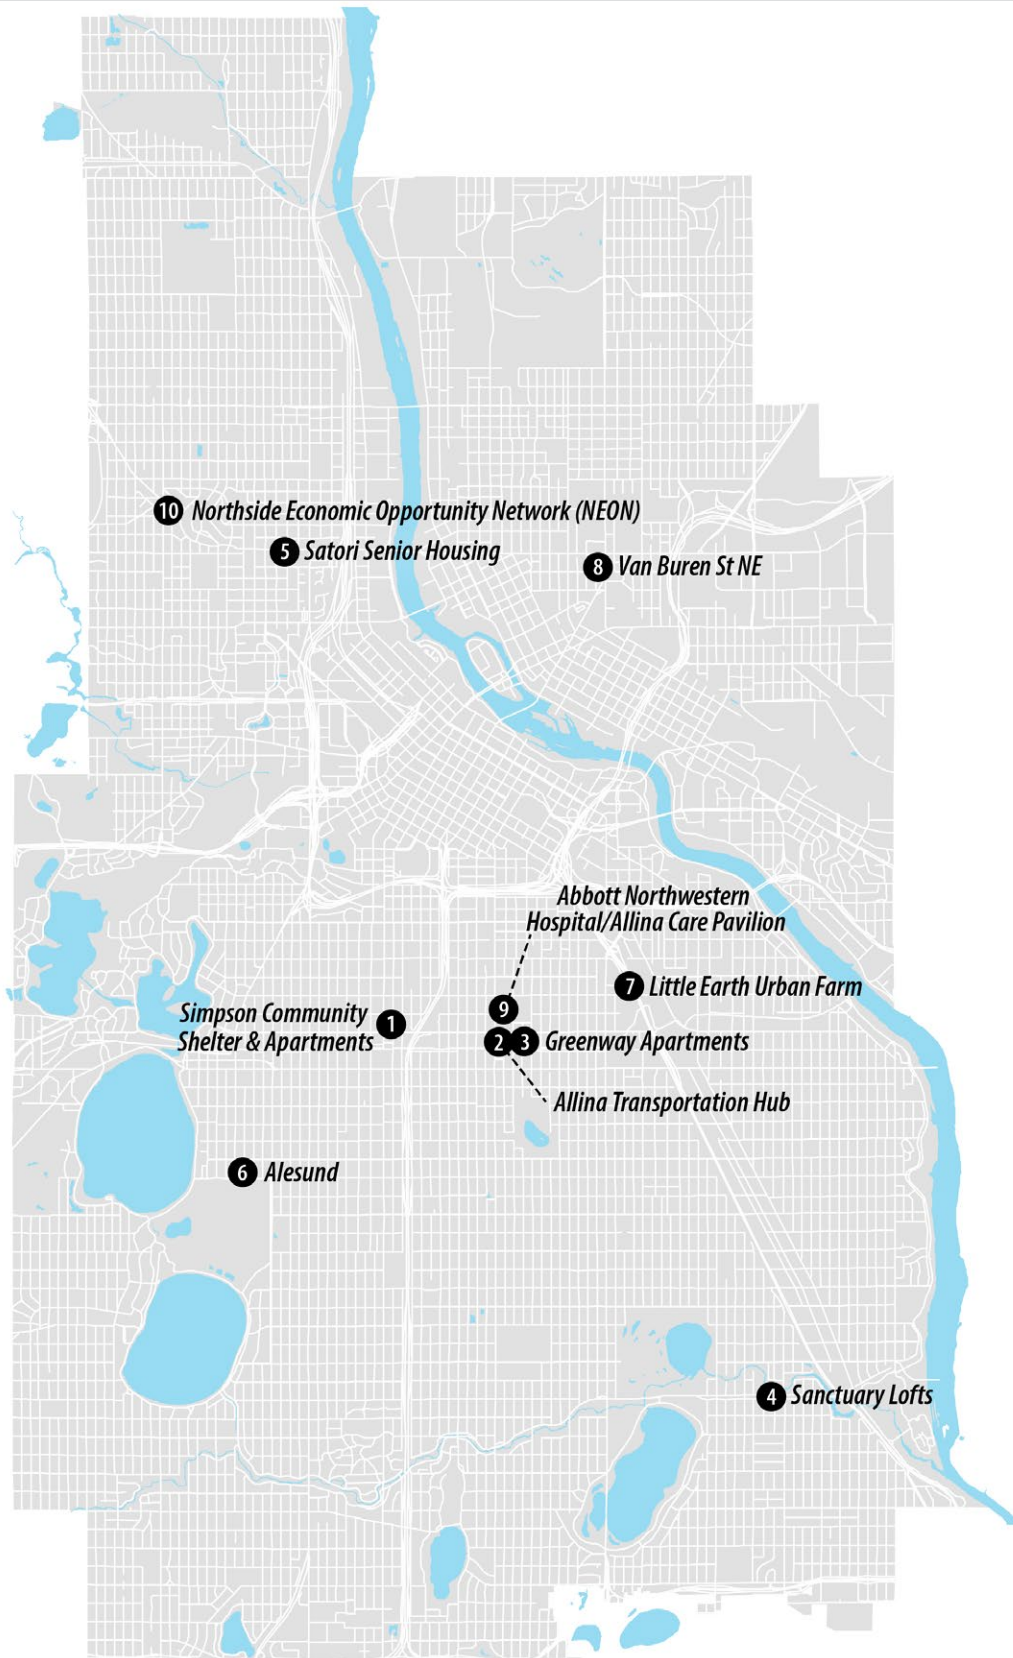 10 Northside Economic Opportunity Network (NEON)
5 Satori Senior Housing
8 Van Buren St NE
Abbott Northwestern
Hospital/Allina Care Pavilion
7 Little Earth Urban Farm
9
Simpson Community
Shelter & Apartments
1
2 3 Greenway Apartments
Allina Transportation Hub
6 Alesund
4 Sanctuary Lofts